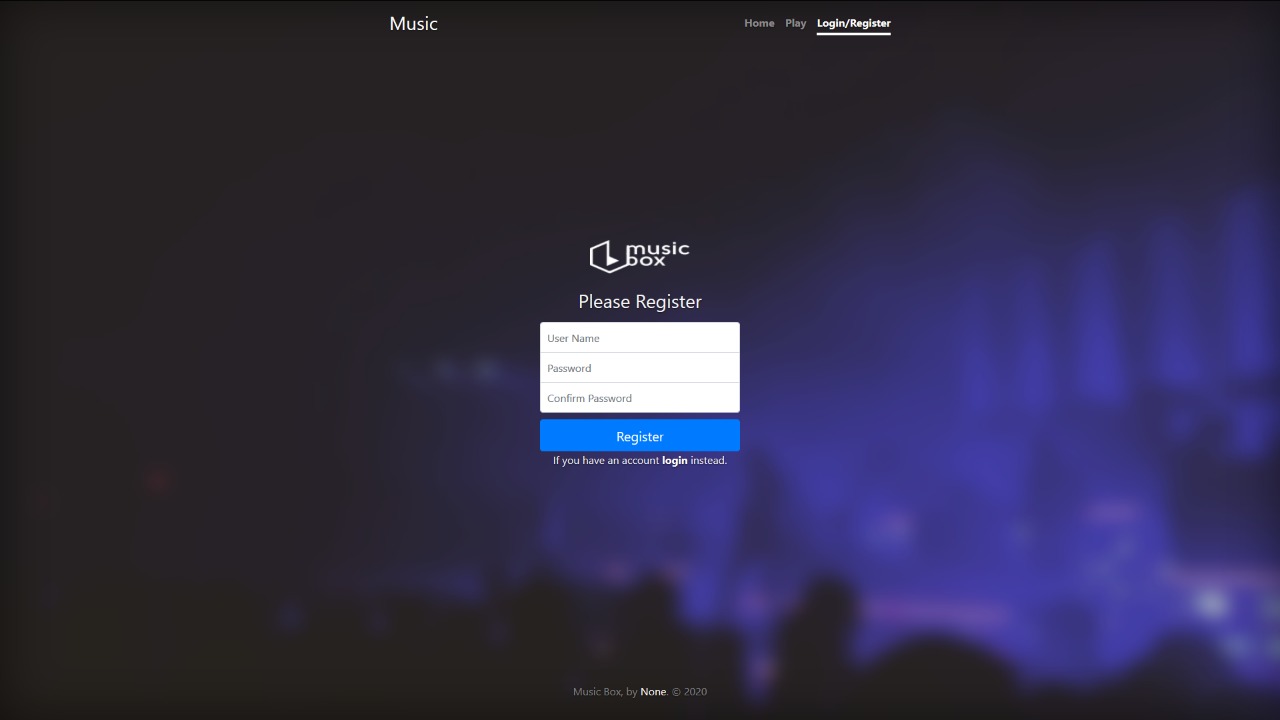 Music
Home Play Login/Register
music
box
Please Register
User Name
Password
Confirm Password
Register
If you have an account login instead.
Music Box, by None. © 2020